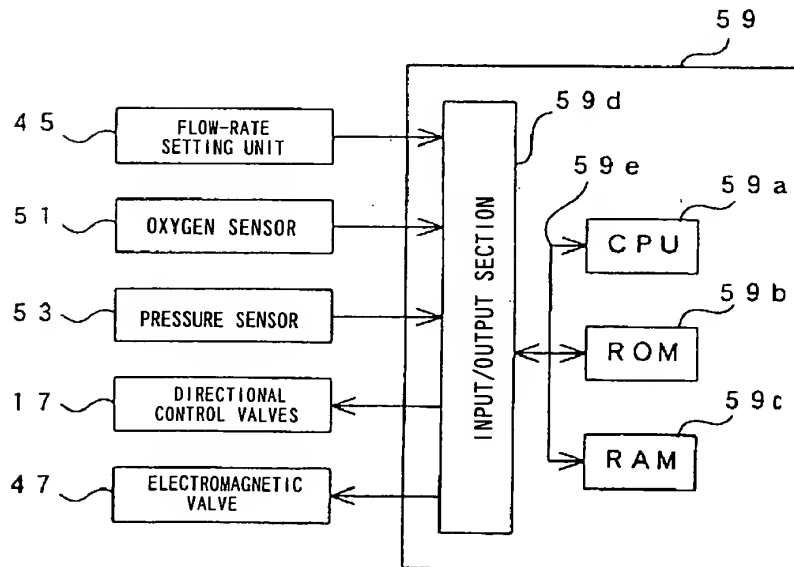 59
45
FLOW-RATE
SETTING UNIT
59d
59e
59a
51
OXYGEN SENSOR
INPUT/OUTPUT SECTION
CPU
53
PRESSURE SENSOR
59b
ROM
17
DIRECTIONAL
CONTROL VALVES
59c
RAM
47
ELECTROMAGNETIC
VALVE